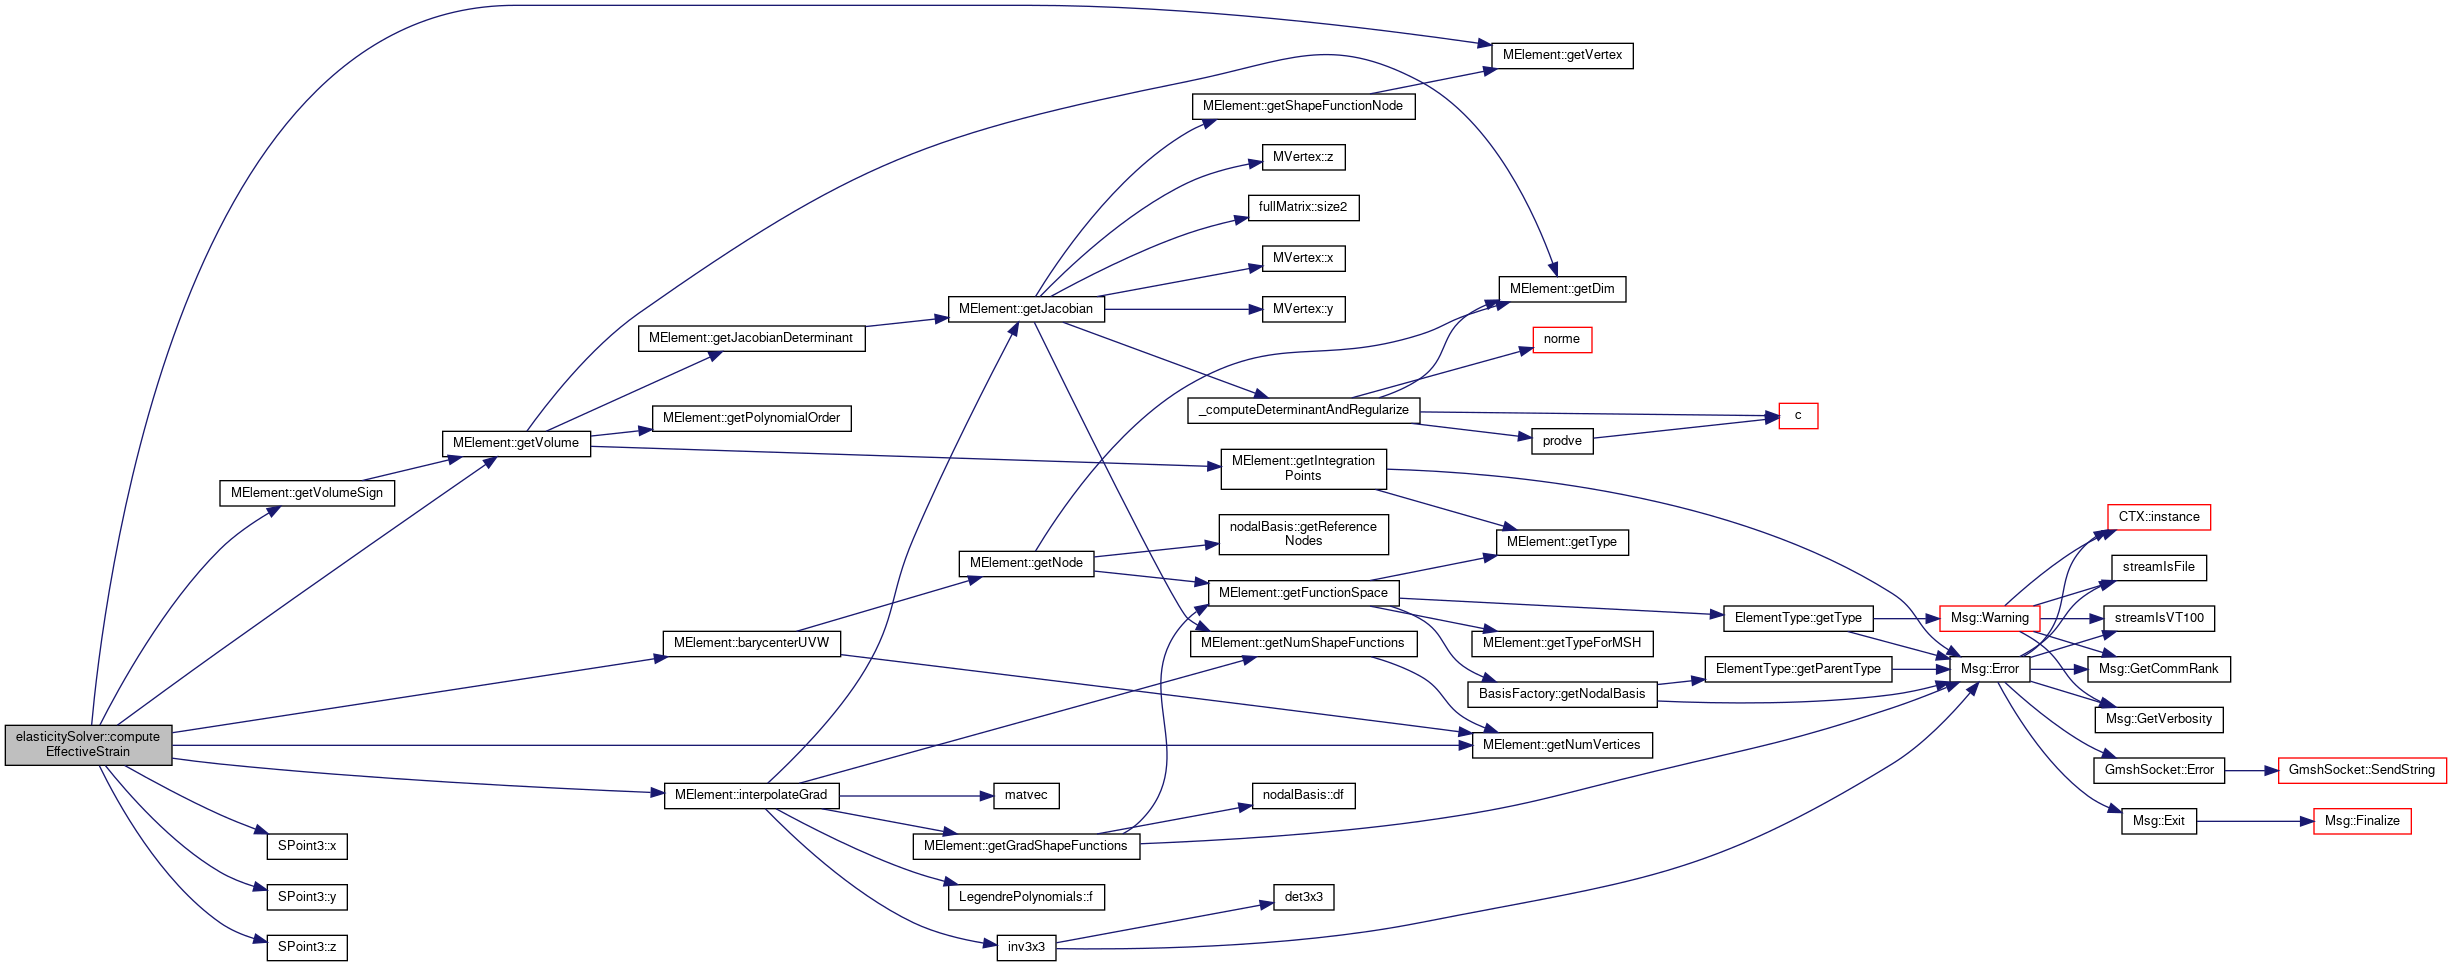 elasticitySolver::compute
EffectiveStrain
MElement::getVolumeSign
SPoint3::x
SPoint3::y
SPoint3::z
MElement::getVolume
MElement::getJacobianDeterminant
MElement::getPolynomialOrder
MElement::barycenterUVW
MElement::interpolateGrad
MElement::getJacobian
MElement::getNode
matvec
MElement::getGradShapeFunctions
LegendrePolynomials::f
inv3x3
MElement::getShapeFunctionNode
MVertex::z
fullMatrix::size2
MVertex::x
MVertex::y
_computeDeterminantAndRegularize
MElement::getIntegration
Points
nodalBasis::getReference
Nodes
MElement::getFunctionSpace
MElement::getNumShapeFunctions
nodalBasis::df
det3x3
MElement::getVertex
MElement::getDim
norme
prodve
MElement::getType
MElement::getTypeForMSH
BasisFactory::getNodalBasis
MElement::getNumVertices
c
ElementType::getType
ElementType::getParentType
Msg::Warning
Msg::Error
CTX::instance
streamIsFile
streamIsVT100
Msg::GetCommRank
Msg::GetVerbosity
GmshSocket::Error
Msg::Exit
GmshSocket::SendString
Msg::Finalize